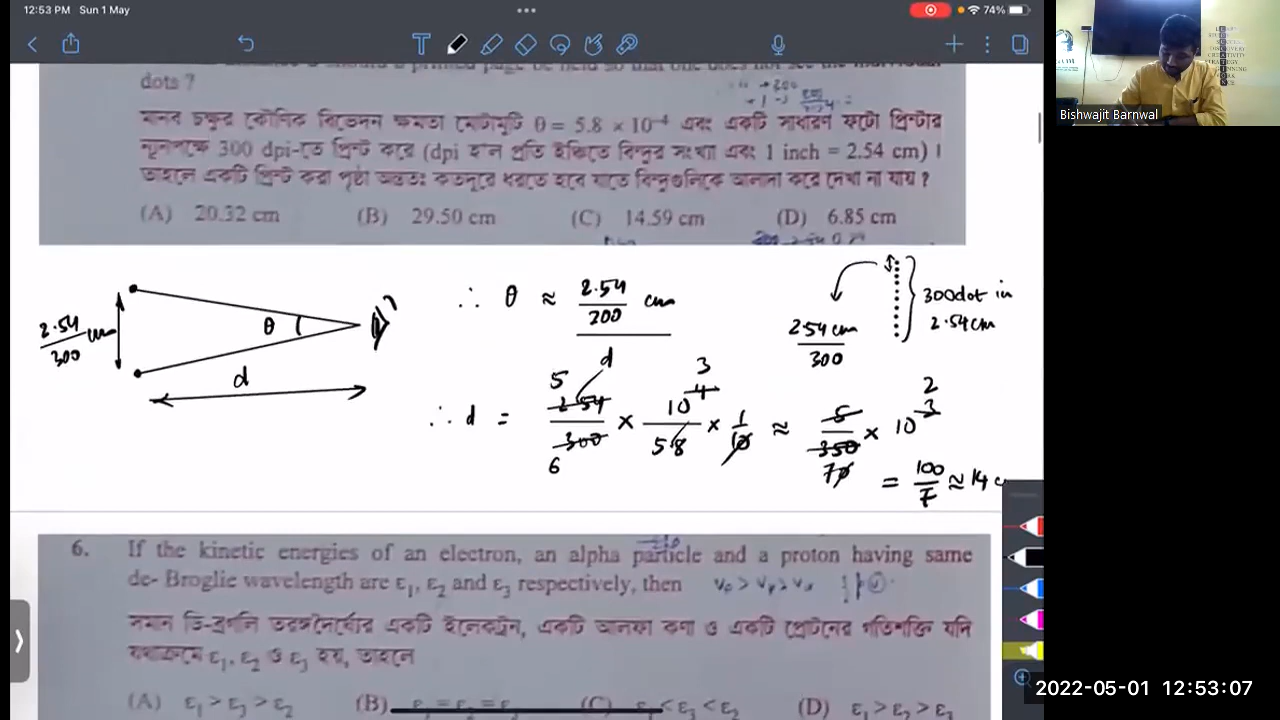 12:53 PM Sun 1 May
74%
dots ?
মানব চক্ষুর কৌণিক বিভেদন ক্ষমতা মোটামুটি θ = 5.8 × 10⁻⁴ এবং একটি সাধারণ ফটো প্রিন্টার
ন্যূনপক্ষে 300 dpi-তে প্রিন্ট করে (dpi হ'ল প্রতি ইঞ্চিতে বিন্দুর সংখ্যা এবং 1 inch = 2.54 cm) ।
তাহলে একটি প্রিন্ট করা পৃষ্ঠা অন্ততঃ কতদূরে ধরতে হবে যাতে বিন্দুগুলিকে আলাদা করে দেখা না যায় ?
(A) 20.32 cm (B) 29.50 cm (C) 14.59 cm (D) 6.85 cm
2.54/300 cm
θ
d
∴ θ ≈ 2.54/300 cm / d
2.54 cm/300
300dot in
2.54cm
∴ d = 254/300 × 10⁴/58 × 1/10 ≈ 5/350 × 10³
5 6 3 70 2
= 100/7 ≈ 14
6. If the kinetic energies of an electron, an alpha particle and a proton having same
de- Broglie wavelength are ε₁, ε₂ and ε₃ respectively, then
সমান ডি-ব্রগলি তরঙ্গদৈর্ঘ্যের একটি ইলেকট্রন, একটি আলফা কণা ও একটি প্রোটনের গতিশক্তি যদি
যথাক্রমে ε₁, ε₂ ও ε₃ হয়, তাহলে
(A) ε₁ > ε₃ > ε₂ (B) (C) < ε₃ < ε₂ (D) ε₁ > ε₂ > ε₃
Bishwajit Barnwal
2022-05-01 12:53:07